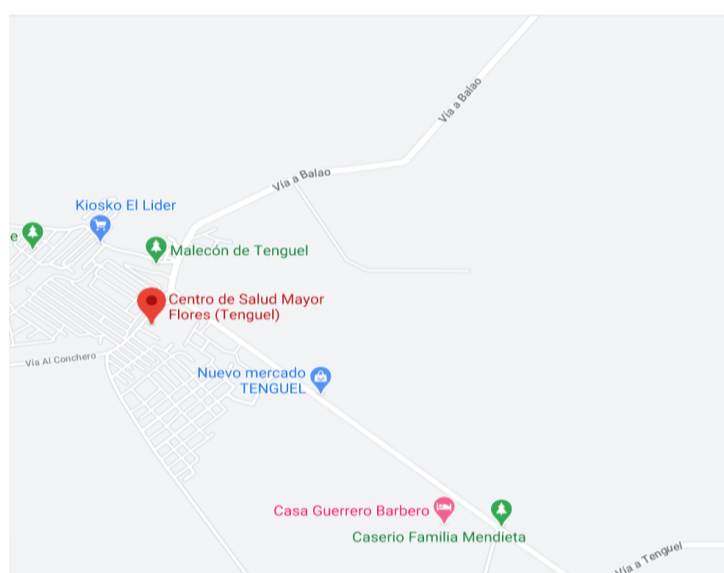 Vía a Balao
Vía a Balao
Kiosko El Lider
e
Malecón de Tenguel
Centro de Salud Mayor
Flores (Tenguel)
Vía Al Conchero
Nuevo mercado
TENGUEL
Casa Guerrero Barbero
Caserio Familia Mendieta
Vía a Tenguel